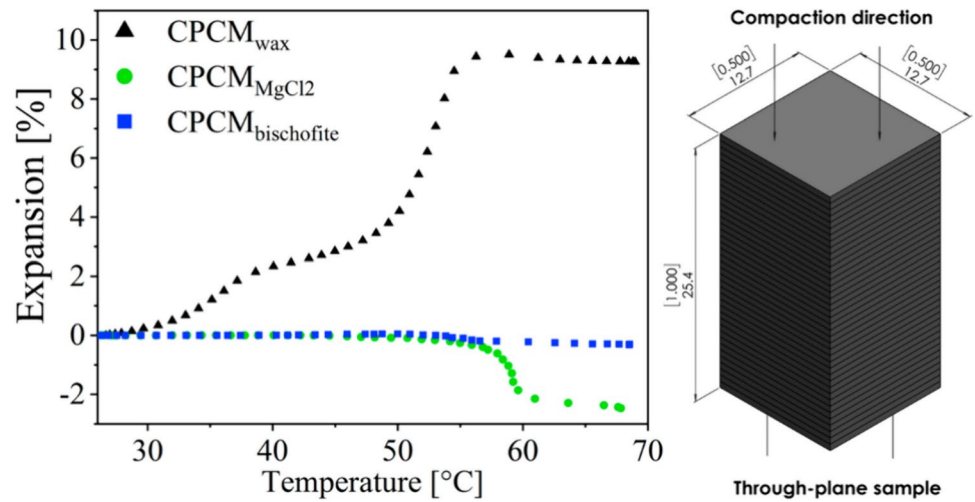 CPCMwax
CPCMMgCl2
CPCMbischofite
Expansion [%]
10
8
6
4
2
0
-2
30
40
50
60
70
Temperature [°C]
Compaction direction
[0.500]
12.7
[0.500]
12.7
[1.000]
25.4
Through-plane sample